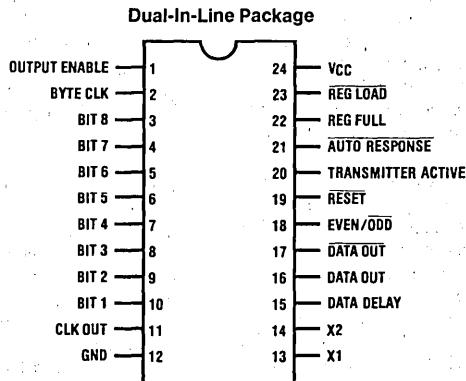 Dual-In-Line Package
OUTPUT ENABLE 1 24 VCC
BYTE CLK 2 23 REG LOAD
BIT 8 3 22 REG FULL
BIT 7 4 21 AUTO RESPONSE
BIT 6 5 20 TRANSMITTER ACTIVE
BIT 5 6 19 RESET
BIT 4 7 18 EVEN/ODD
BIT 3 8 17 DATA OUT
BIT 2 9 16 DATA OUT
BIT 1 10 15 DATA DELAY
CLK OUT 11 14 X2
GND 12 13 X1